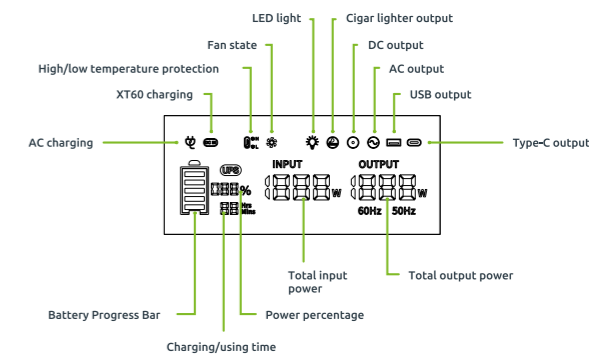 LED light
Cigar lighter output
Fan state
DC output
High/low temperature protection
AC output
XT60 charging
USB output
AC charging
Type-C output
H
L
INPUT
OUTPUT
UPS
%
W
W
Hrs
Mins
60Hz 50Hz
Total input
power
Total output power
Battery Progress Bar
Power percentage
Charging/using time